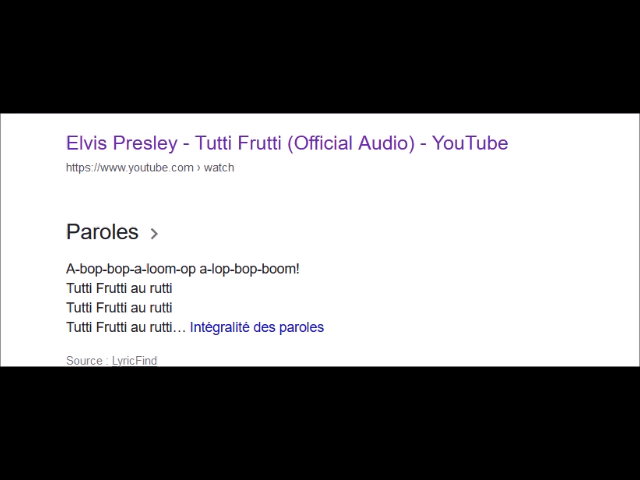 Elvis Presley - Tutti Frutti (Official Audio) - YouTube
https://www.youtube.com › watch
Paroles >
A-bop-bop-a-loom-op a-lop-bop-boom!
Tutti Frutti au rutti
Tutti Frutti au rutti
Tutti Frutti au rutti… Intégralité des paroles
Source : LyricFind